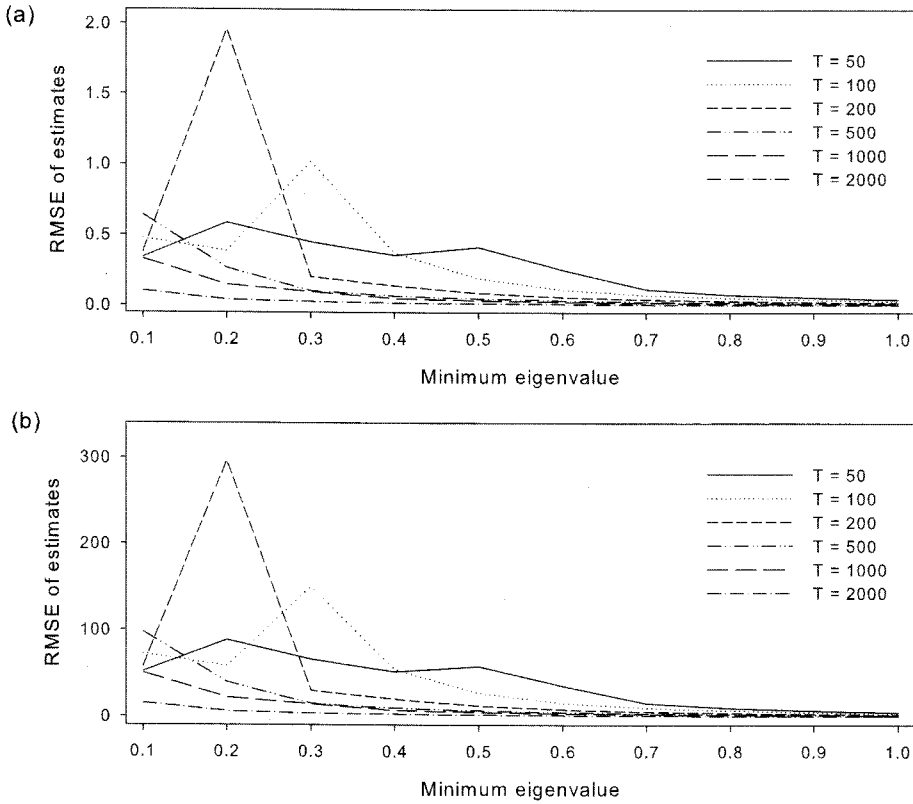 (a)
2.0
1.5
1.0
0.5
0.0
RMSE of estimates
T = 50
T = 100
T = 200
T = 500
T = 1000
T = 2000
0.1 0.2 0.3 0.4 0.5 0.6 0.7 0.8 0.9 1.0
Minimum eigenvalue
(b)
300
200
100
0
RMSE of estimates
T = 50
T = 100
T = 200
T = 500
T = 1000
T = 2000
0.1 0.2 0.3 0.4 0.5 0.6 0.7 0.8 0.9 1.0
Minimum eigenvalue